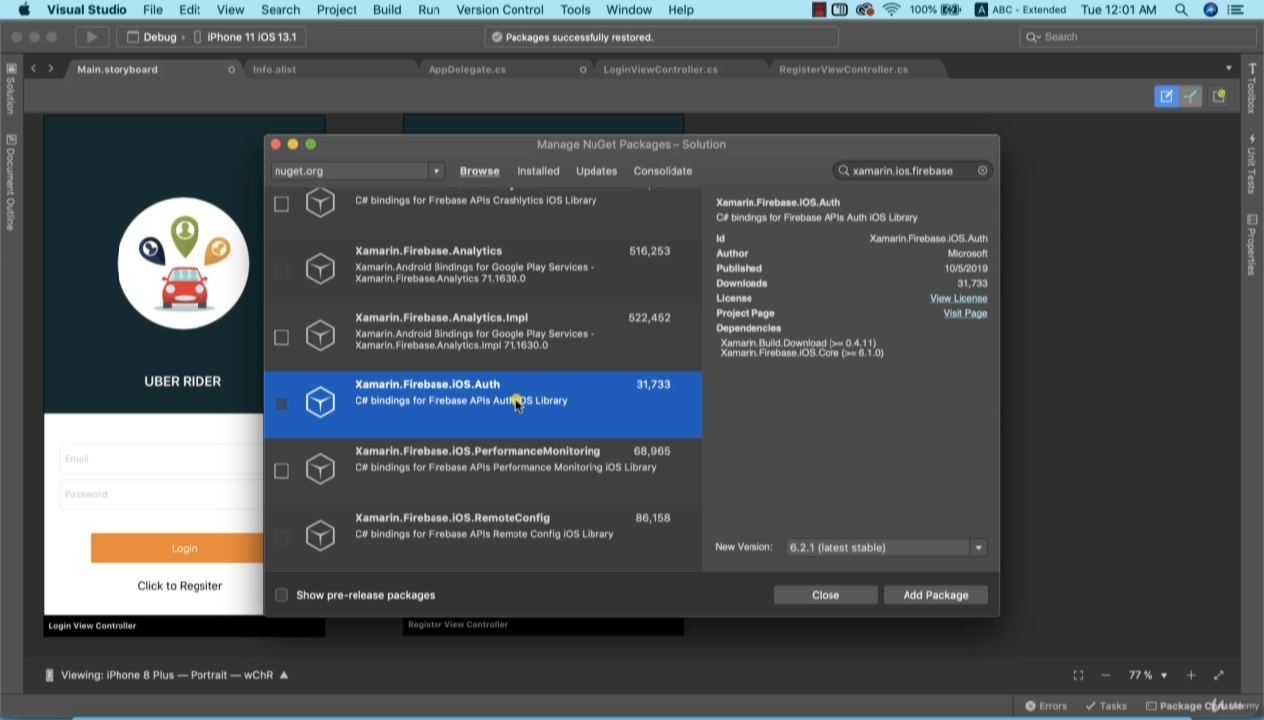 Visual Studio File Edit View Search Project Build Run Version Control Tools Window Help 100% ABC - Extended Tue 12:01 AM
Debug › iPhone 11 iOS 13.1
Packages successfully restored.
Search
Main.storyboard
Info.plist
AppDelegate.cs
LoginViewController.cs
RegisterViewController.cs
Solution
Document Outline
Toolbox
Unit Tests
Properties
UBER RIDER
Email
Password
Login
Click to Regsiter
Login View Controller
Register View Controller
Manage NuGet Packages – Solution
nuget.org
Browse Installed Updates Consolidate
xamarin.ios.firebase
C# bindings for Frebase APIs Crashlytics iOS Library
Xamarin.Firebase.Analytics 516,253
Xamarin.Android Bindings for Google Play Services -
Xamarin.Firebase.Analytics 71.1630.0
Xamarin.Firebase.Analytics.Impl 522,452
Xamarin.Android Bindings for Google Play Services -
Xamarin.Firebase.Analytics.Impl 71.1630.0
Xamarin.Firebase.iOS.Auth 31,733
C# bindings for Frebase APIs Auth iOS Library
Xamarin.Firebase.iOS.PerformanceMonitoring 68,965
C# bindings for Frebase APIs Performance Monitoring iOS Library
Xamarin.Firebase.iOS.RemoteConfig 86,158
C# bindings for Frebase APIs Remote Config iOS Library
Xamarin.Firebase.iOS.Auth
C# bindings for Firebase APIs Auth iOS Library
Id Xamarin.Firebase.iOS.Auth
Author Microsoft
Published 10/5/2019
Downloads 31,733
License View License
Project Page Visit Page
Dependencies
Xamarin.Build.Download (>= 0.4.11)
Xamarin.Firebase.iOS.Core (>= 6.1.0)
New Version: 6.2.1 (latest stable)
Show pre-release packages
Close
Add Package
Viewing: iPhone 8 Plus — Portrait — wChR
77 %
Errors
Tasks
Package